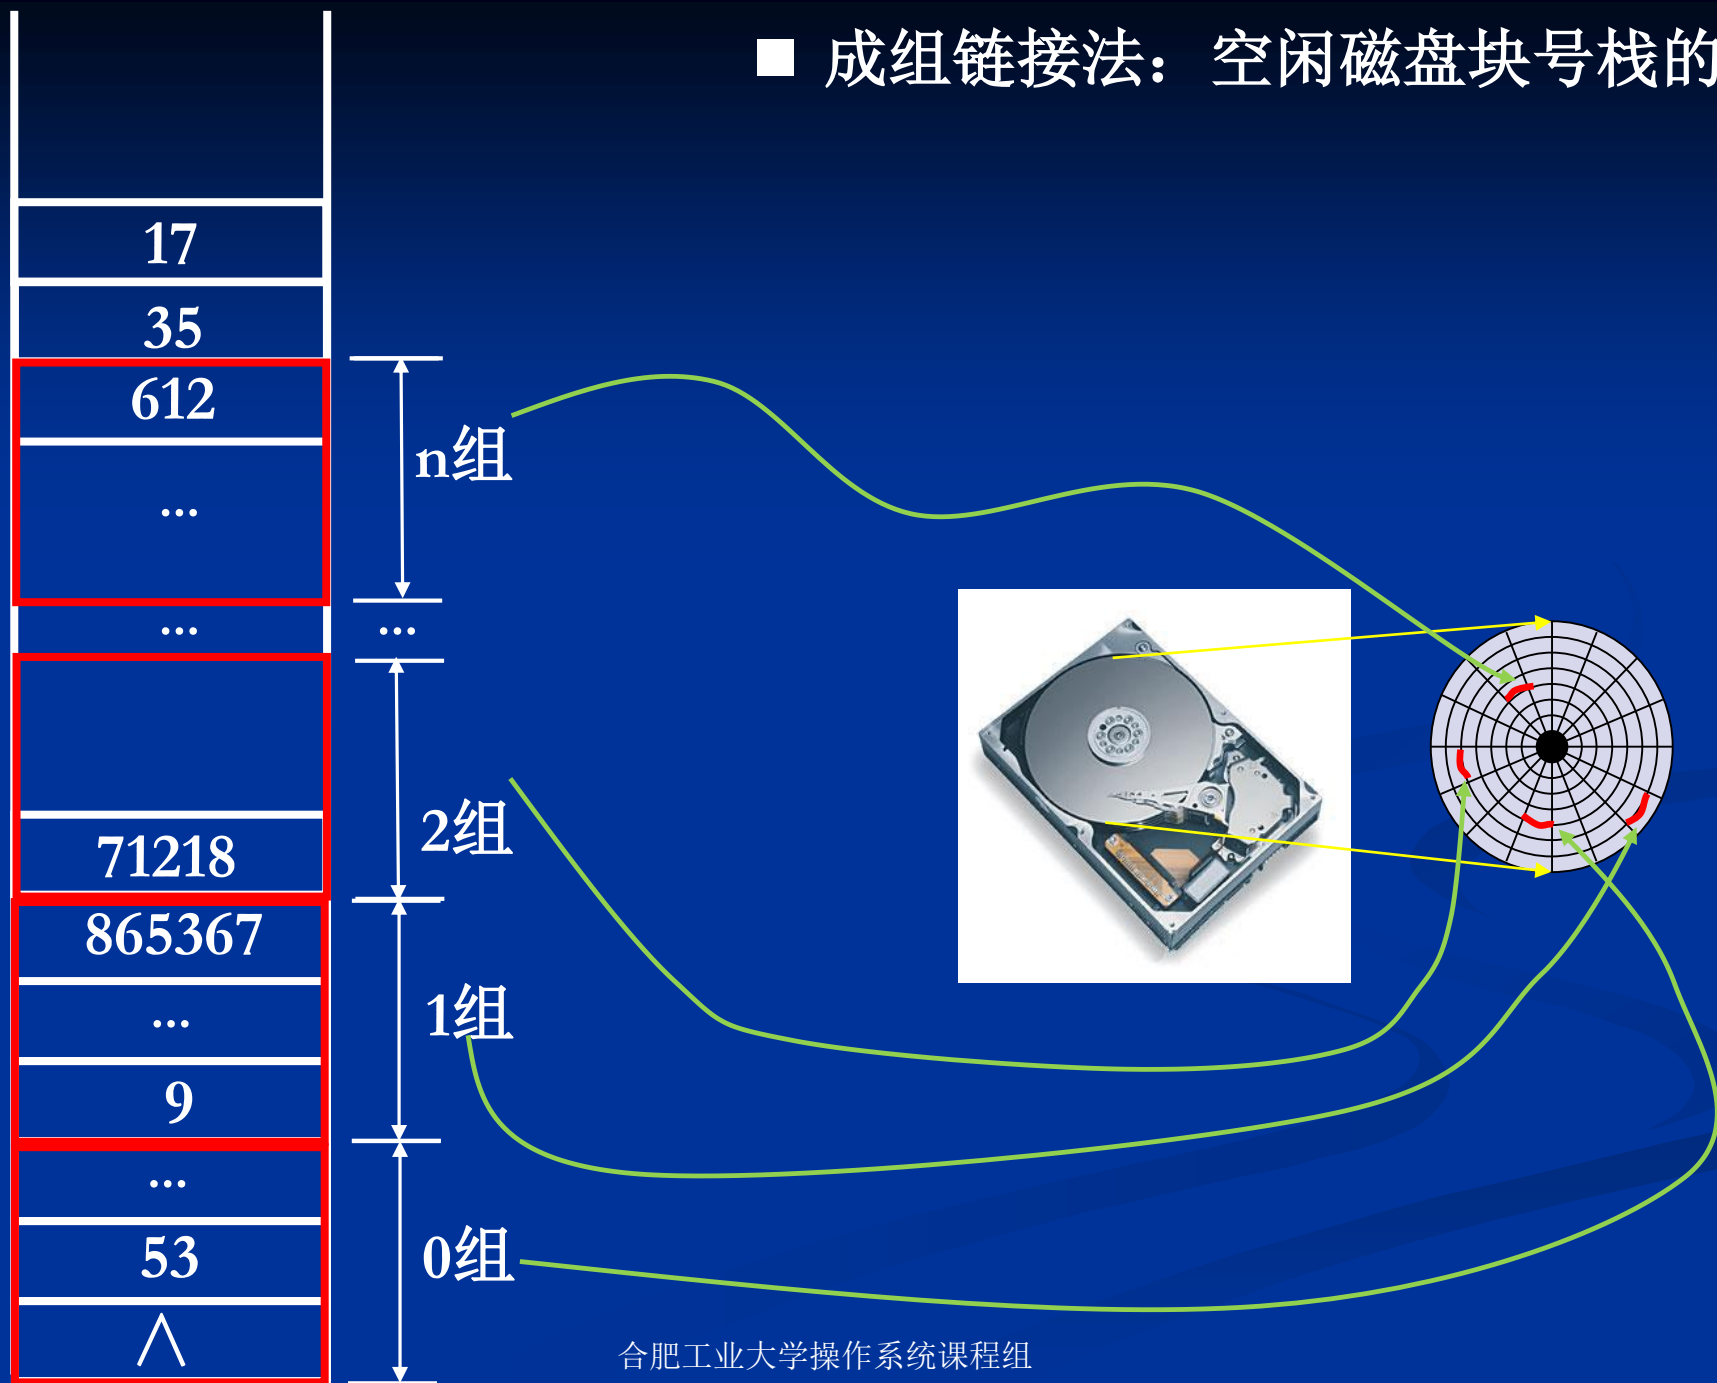 ■ 成组链接法：空闲磁盘块号栈的
17
35
612
n组
...
...
...
2组
71218
865367
1组
...
9
...
0组
53
∧
合肥工业大学操作系统课程组